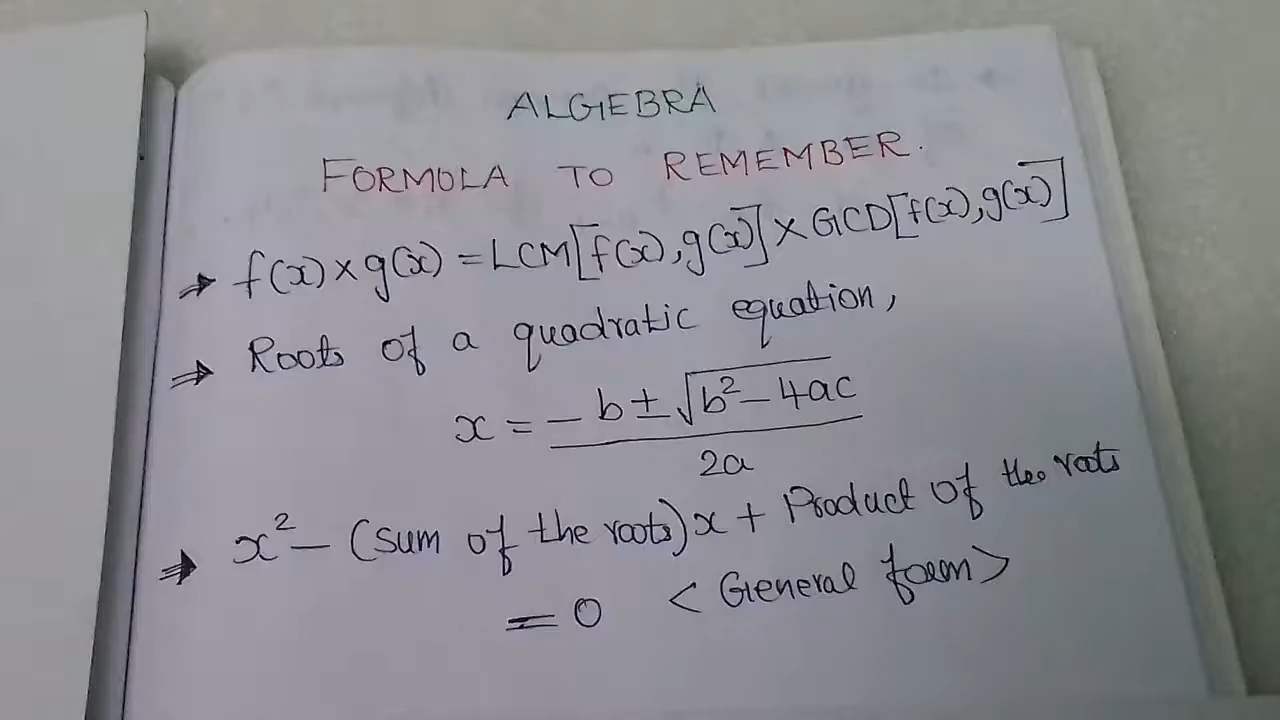 ALGEBRA
FORMULA TO REMEMBER.
⇒ f(x) × g(x) = LCM[f(x), g(x)] × GCD[f(x), g(x)]
⇒ Roots of a quadratic equation,
x = -b ± √(b² - 4ac) / 2a
⇒ x² - (sum of the roots)x + Product of the roots
= 0 < General form >